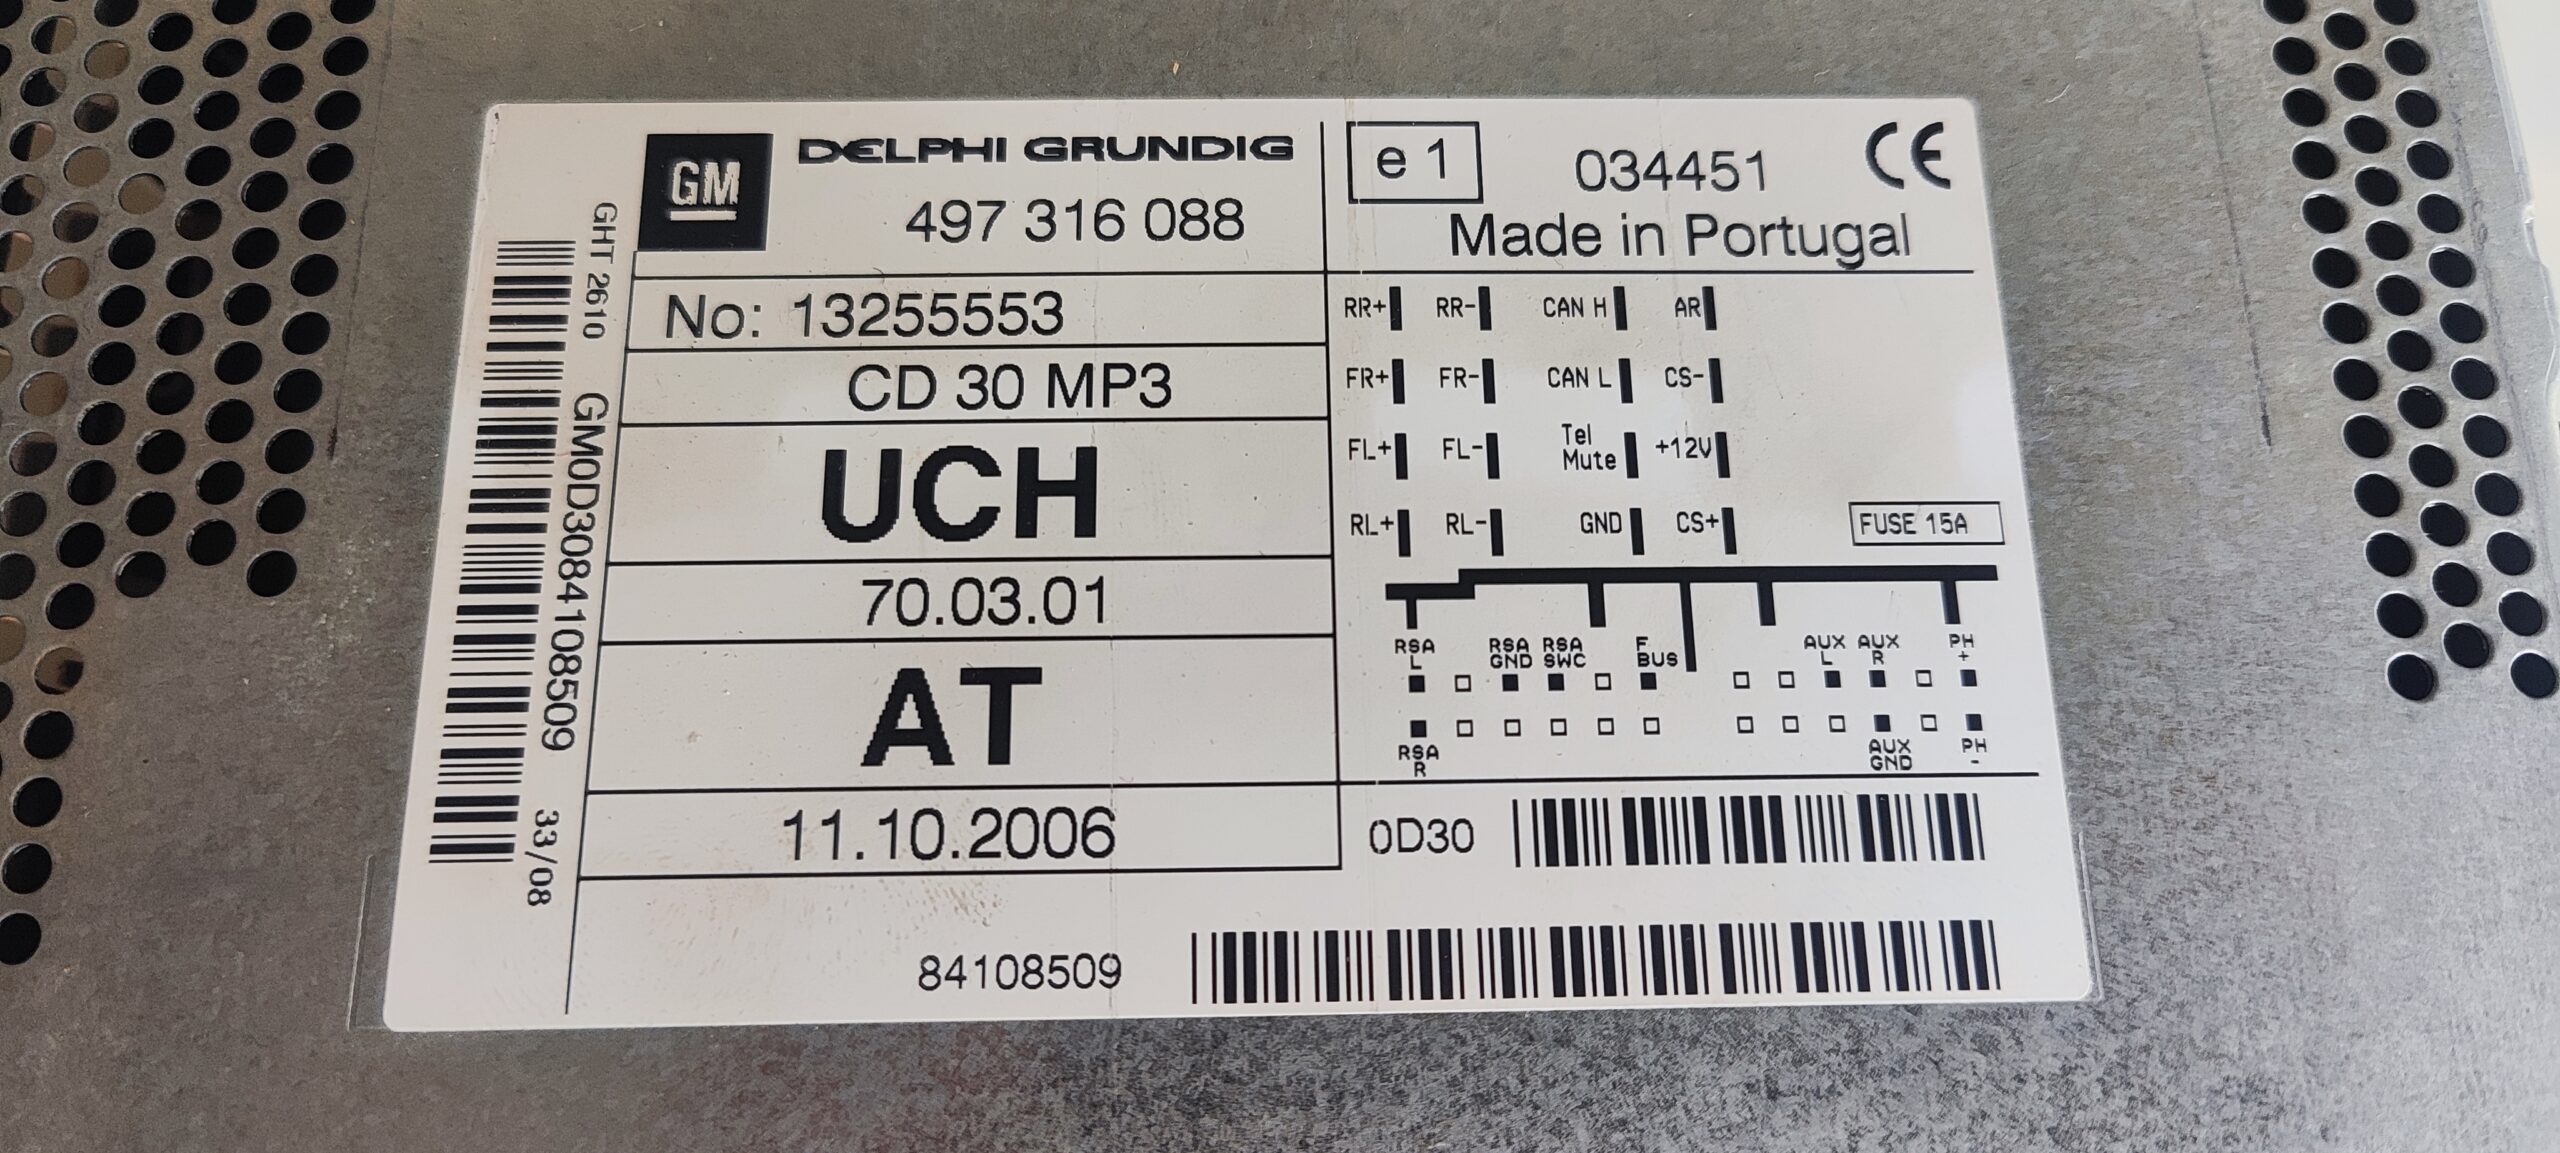 GM
DELPHI GRUNDIG
497 316 088
No: 13255553
CD 30 MP3
UCH
70.03.01
AT
11.10.2006
84108509
GHT 2610 GM0D3084108509 33/08
e 1 034451 CE
Made in Portugal
RR+ RR- CAN H AR
FR+ FR- CAN L CS-
FL+ FL- Tel Mute +12V
RL+ RL- GND CS+
FUSE 15A
RSA L RSA GND RSA SWC F BUS AUX L AUX R PH +
RSA R AUX GND PH -
0D30